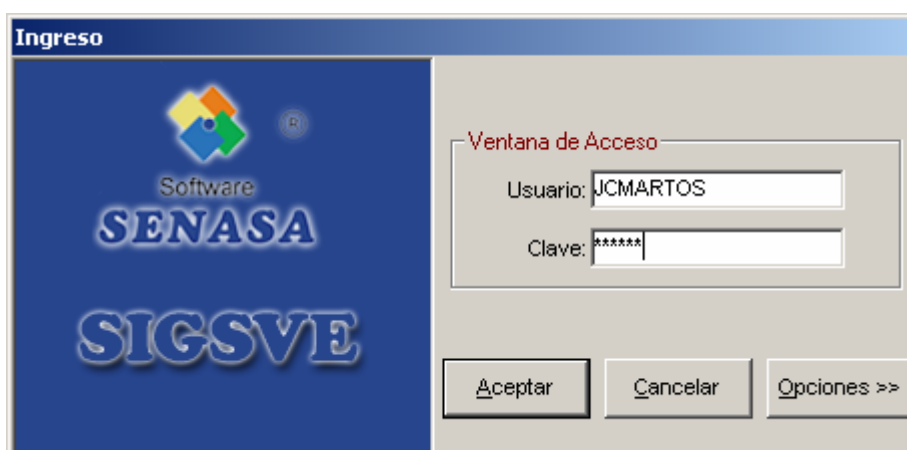 Ingreso
®
Software
SENASA
SIGSVE
Ventana de Acceso
Usuario: JCMARTOS
Clave: ******
Aceptar
Cancelar
Opciones >>